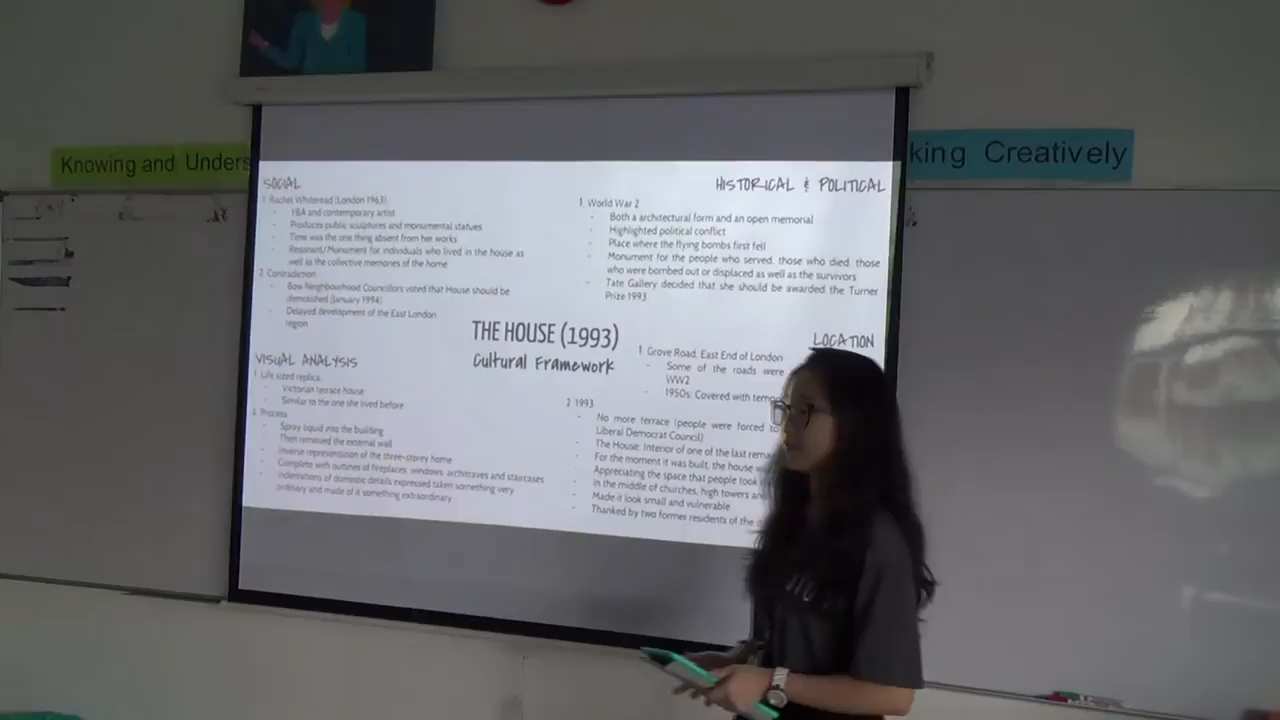 Knowing and Unders
king Creatively
SOCIAL
1. Rachel Whiteread (London 1963)
- YBA and contemporary artist
- Produces public sculptures and monumental statues
- Time was the one thing absent from her works
- Resonant/Monument for individuals who lived in the house as
well as the collective memories of the home
2. Contradiction
- Bow Neighbourhood Councillors voted that House should be
demolished (January 1994)
- Delayed development of the East London
region
HISTORICAL & POLITICAL
1. World War 2
- Both a architectural form and an open memorial
- Highlighted political conflict
- Place where the flying bombs first fell
- Monument for the people who served, those who died, those
who were bombed out or displaced as well as the survivors
- Tate Gallery decided that she should be awarded the Turner
Prize 1993
THE HOUSE (1993)
Cultural Framework
VISUAL ANALYSIS
1. Life sized replica
- Victorian terrace house
- Similar to the one she lived before
2. Process
- Spray liquid into the building
- Then removed the external wall
- Inverse representation of the three-storey home
- Complete with outlines of fireplaces, windows, architraves and staircases
- Indentations of domestic details expressed taken something very
ordinary and made of it something extraordinary
LOCATION
1. Grove Road, East End of London
- Some of the roads were
WW2
- 1950s: Covered with temp
2. 1993
- No more terrace (people were forced to
Liberal Democrat Council)
- The House: Interior of one of the last rema
- For the moment it was built, the house
- Appreciating the space that people took
- In the middle of churches, high towers an
- Made it look small and vulnerable
- Thanked by two former residents of the